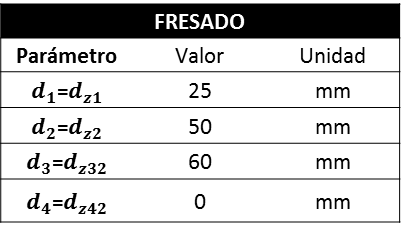 FRESADO
Parámetro Valor Unidad
d1=dz1 25 mm
d2=dz2 50 mm
d3=dz32 60 mm
d4=dz42 0 mm